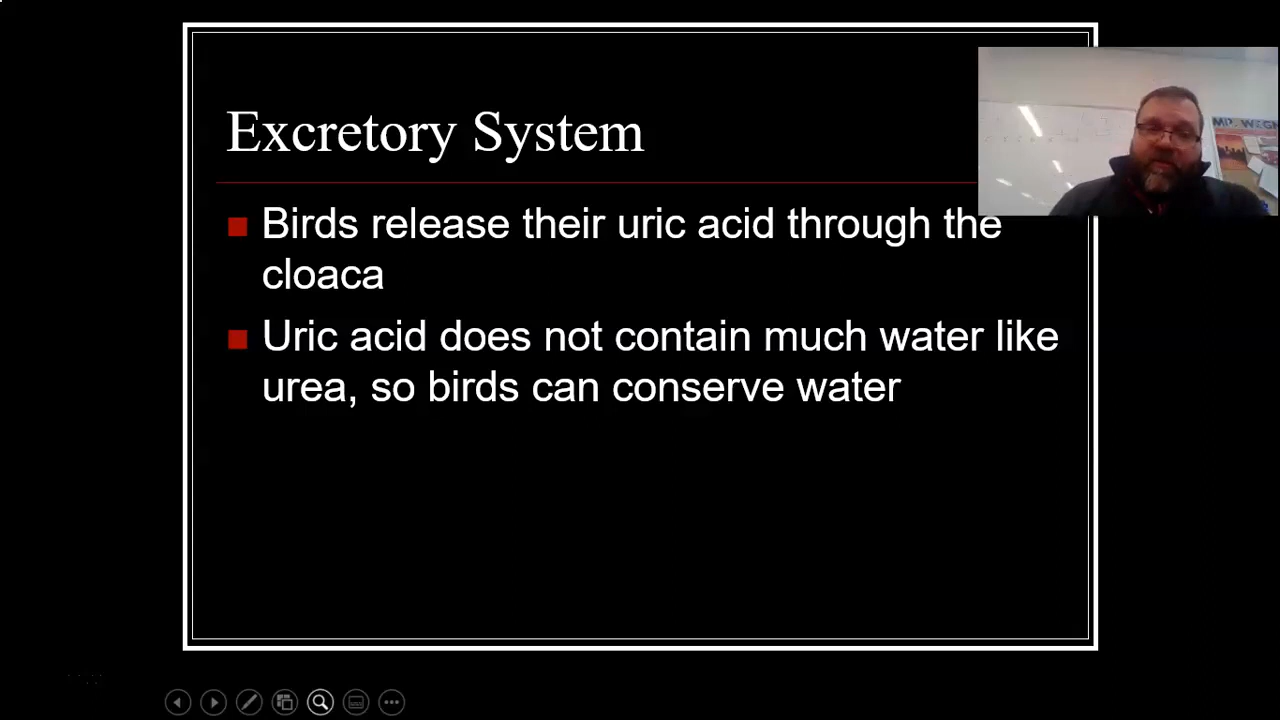 Excretory System
Birds release their uric acid through the
cloaca
Uric acid does not contain much water like
urea, so birds can conserve water